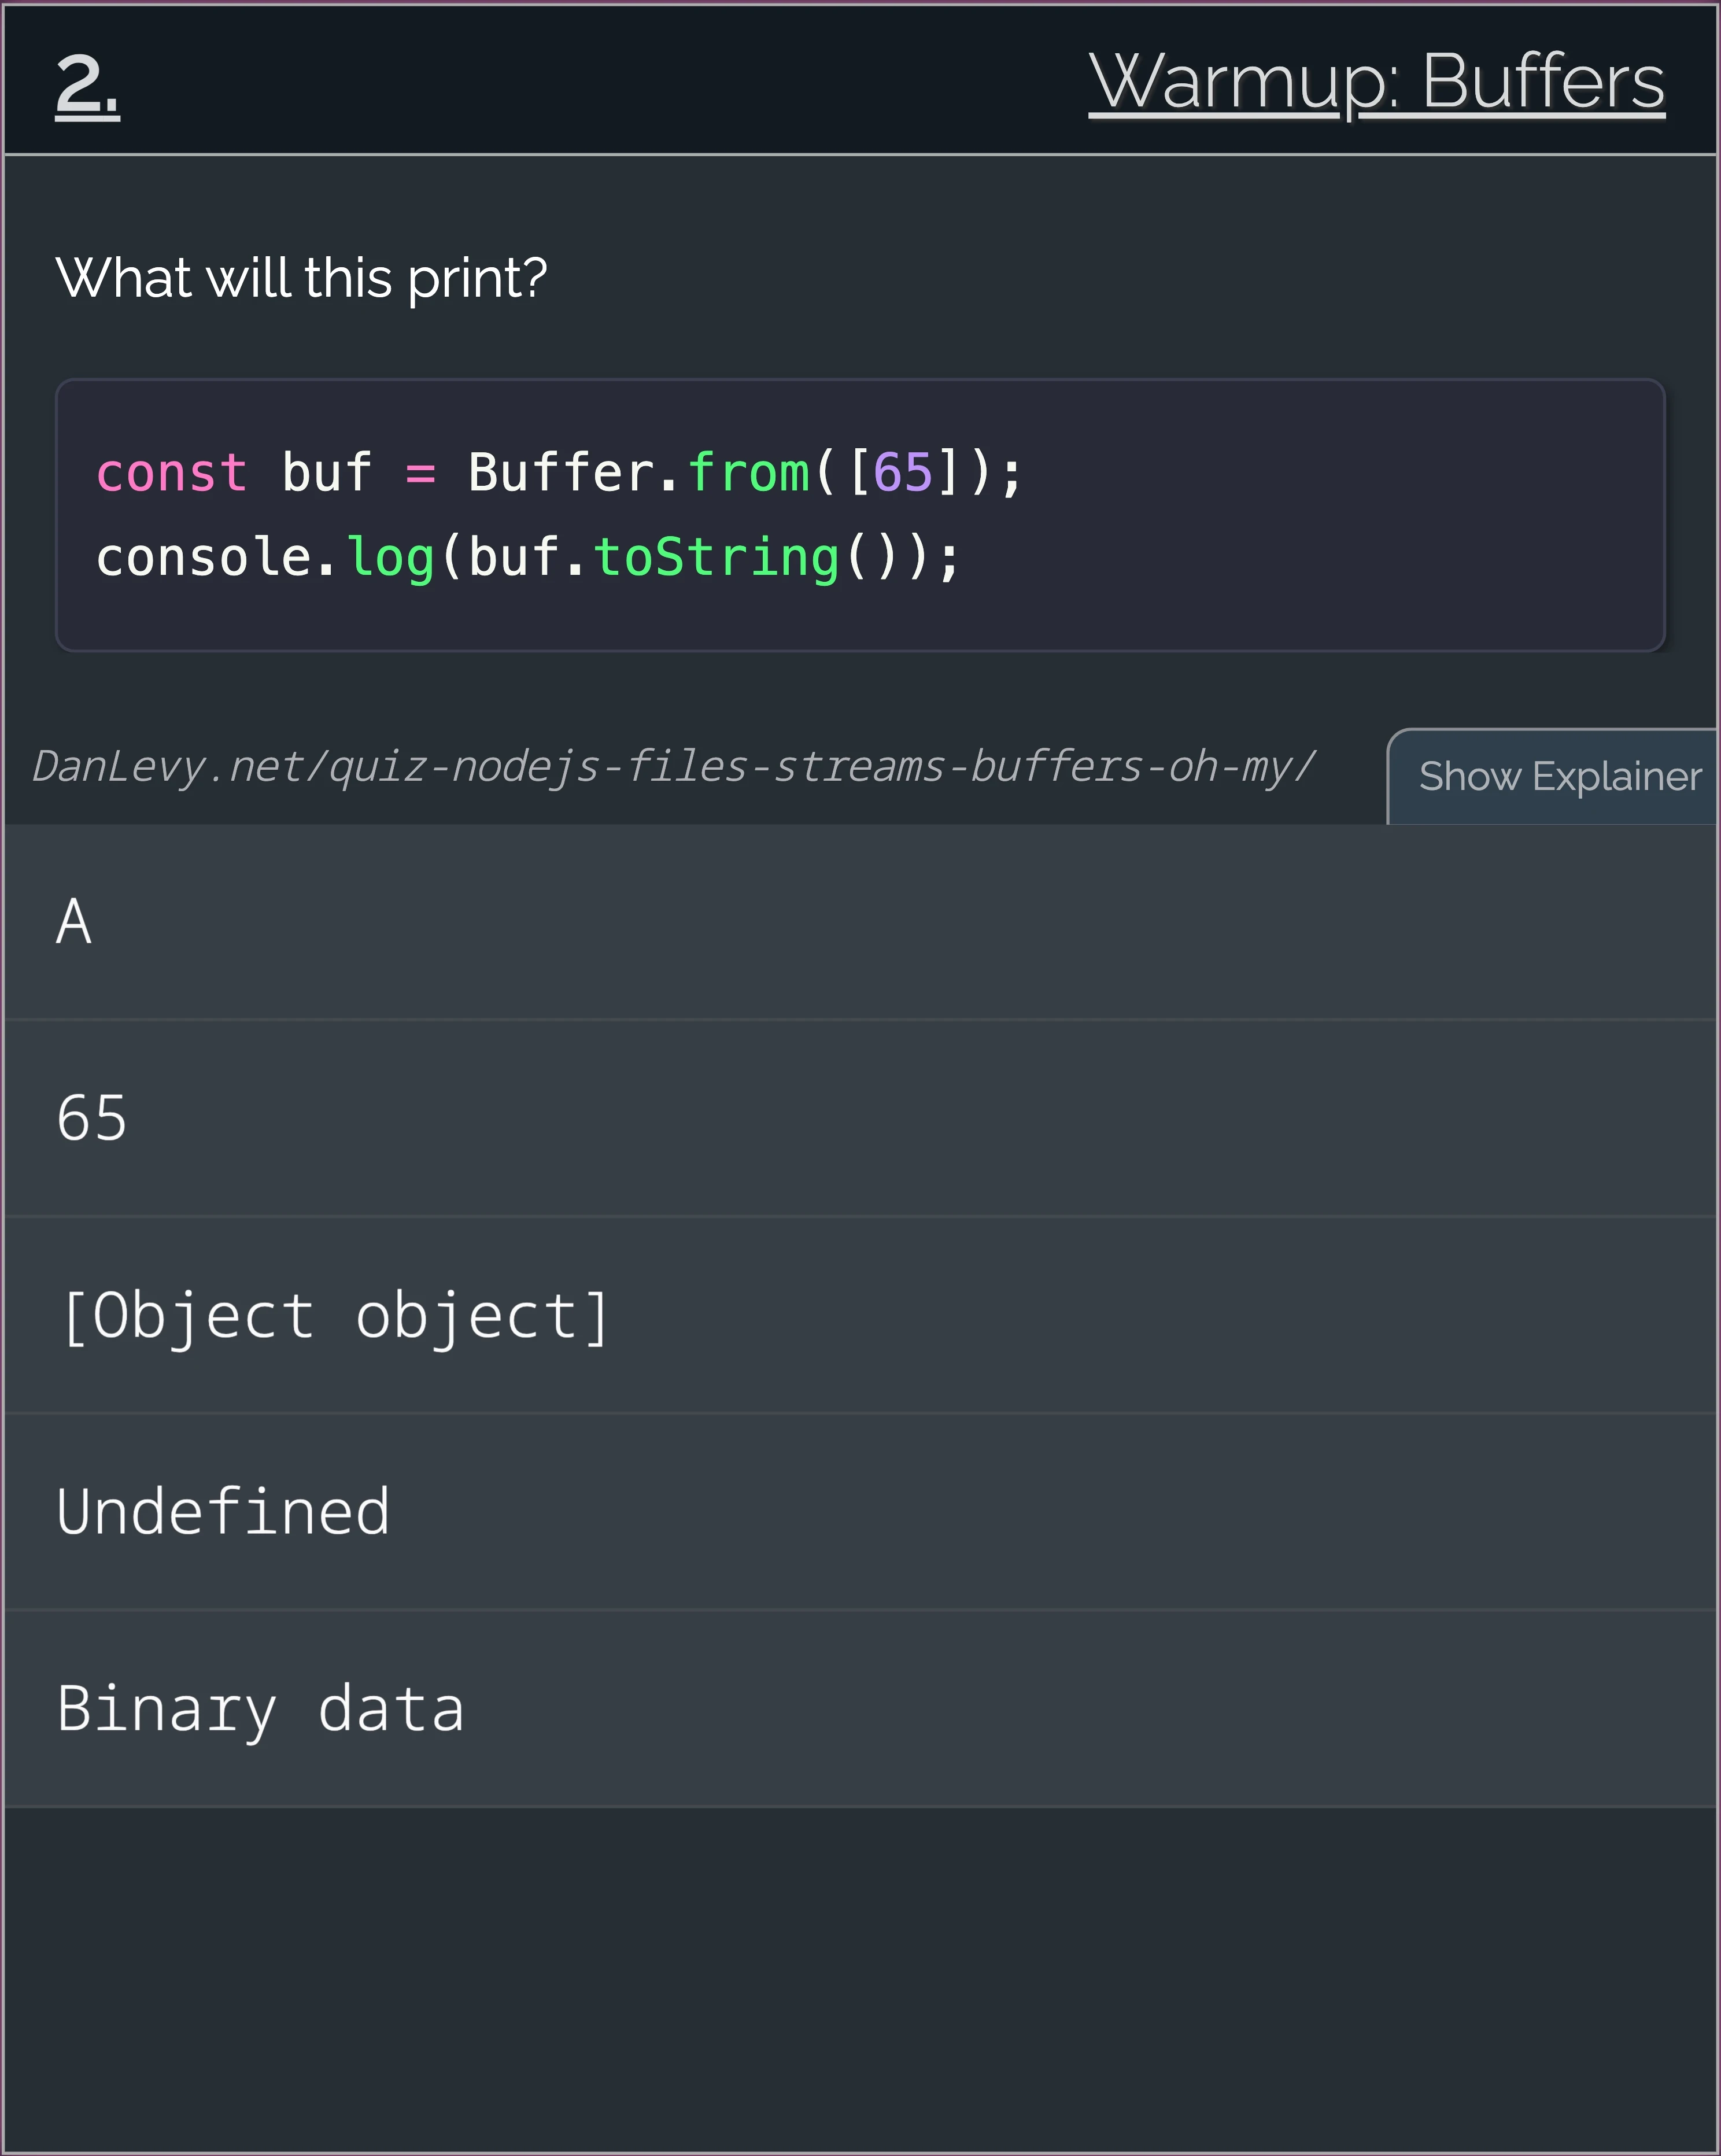 2.
Warmup: Buffers
What will this print?
const buf = Buffer.from([65]);
console.log(buf.toString());
DanLevy.net/quiz-nodejs-files-streams-buffers-oh-my/
Show Explainer
A
65
[Object object]
Undefined
Binary data